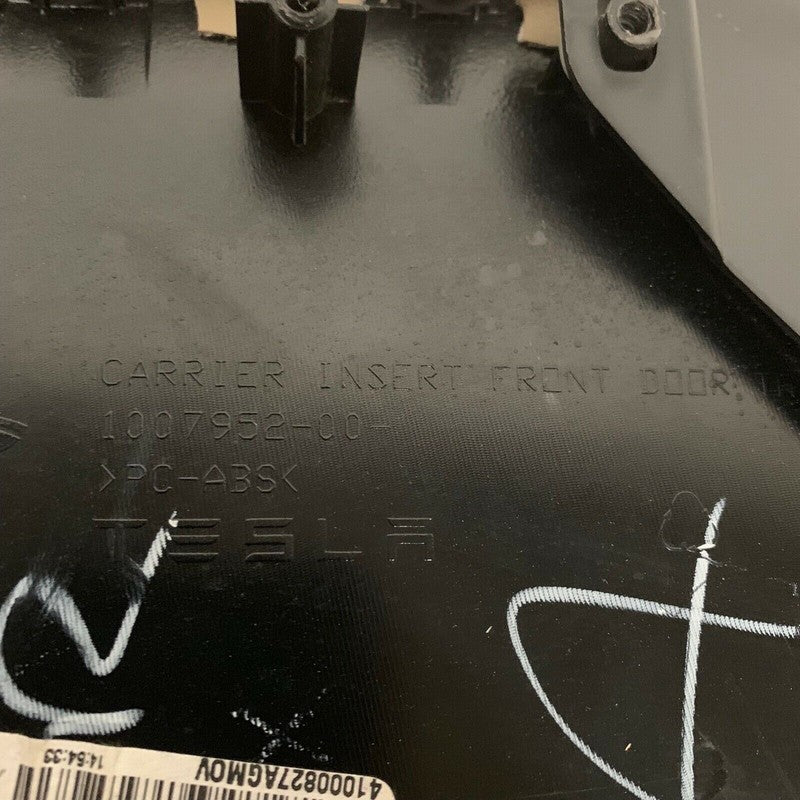 CARRIER INSERT FRONT DOOR
1007952-00-
>PC-ABS<
TESLA
14:54:33
41000827AGMOV